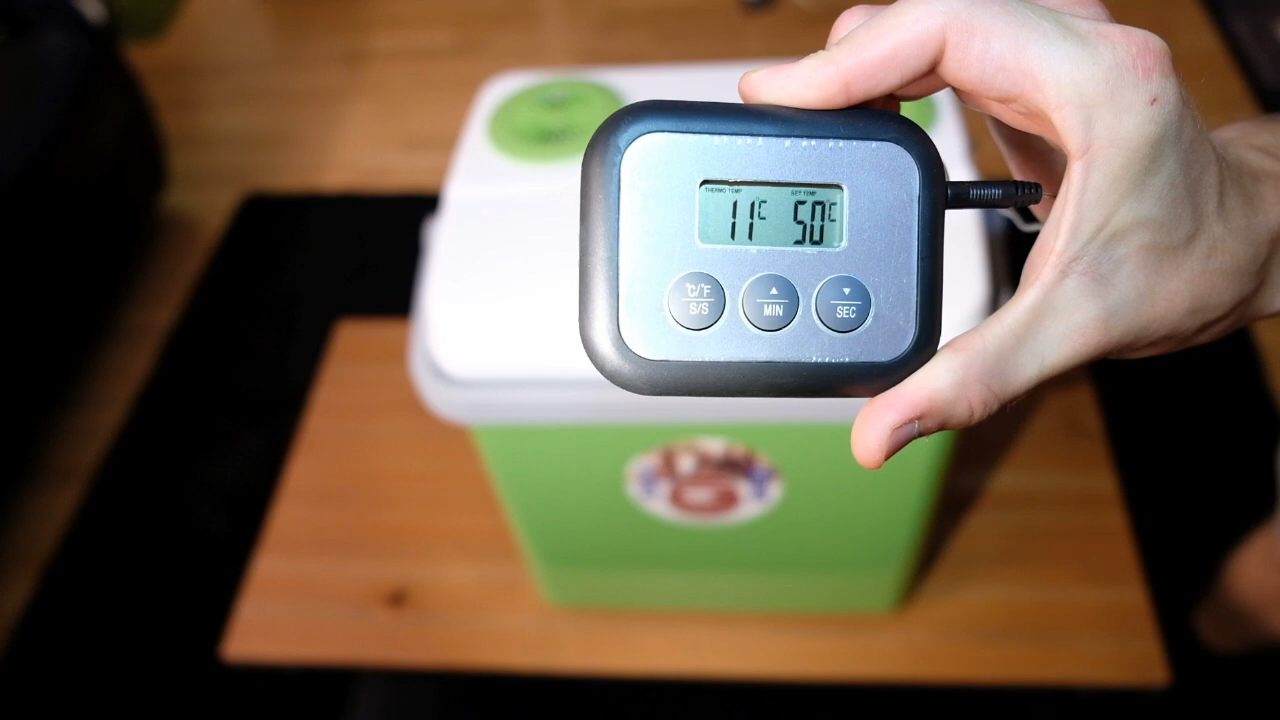 THERMO TEMP SET TEMP
11°C 50°C
°C/°F ▲ ▼
S/S MIN SEC